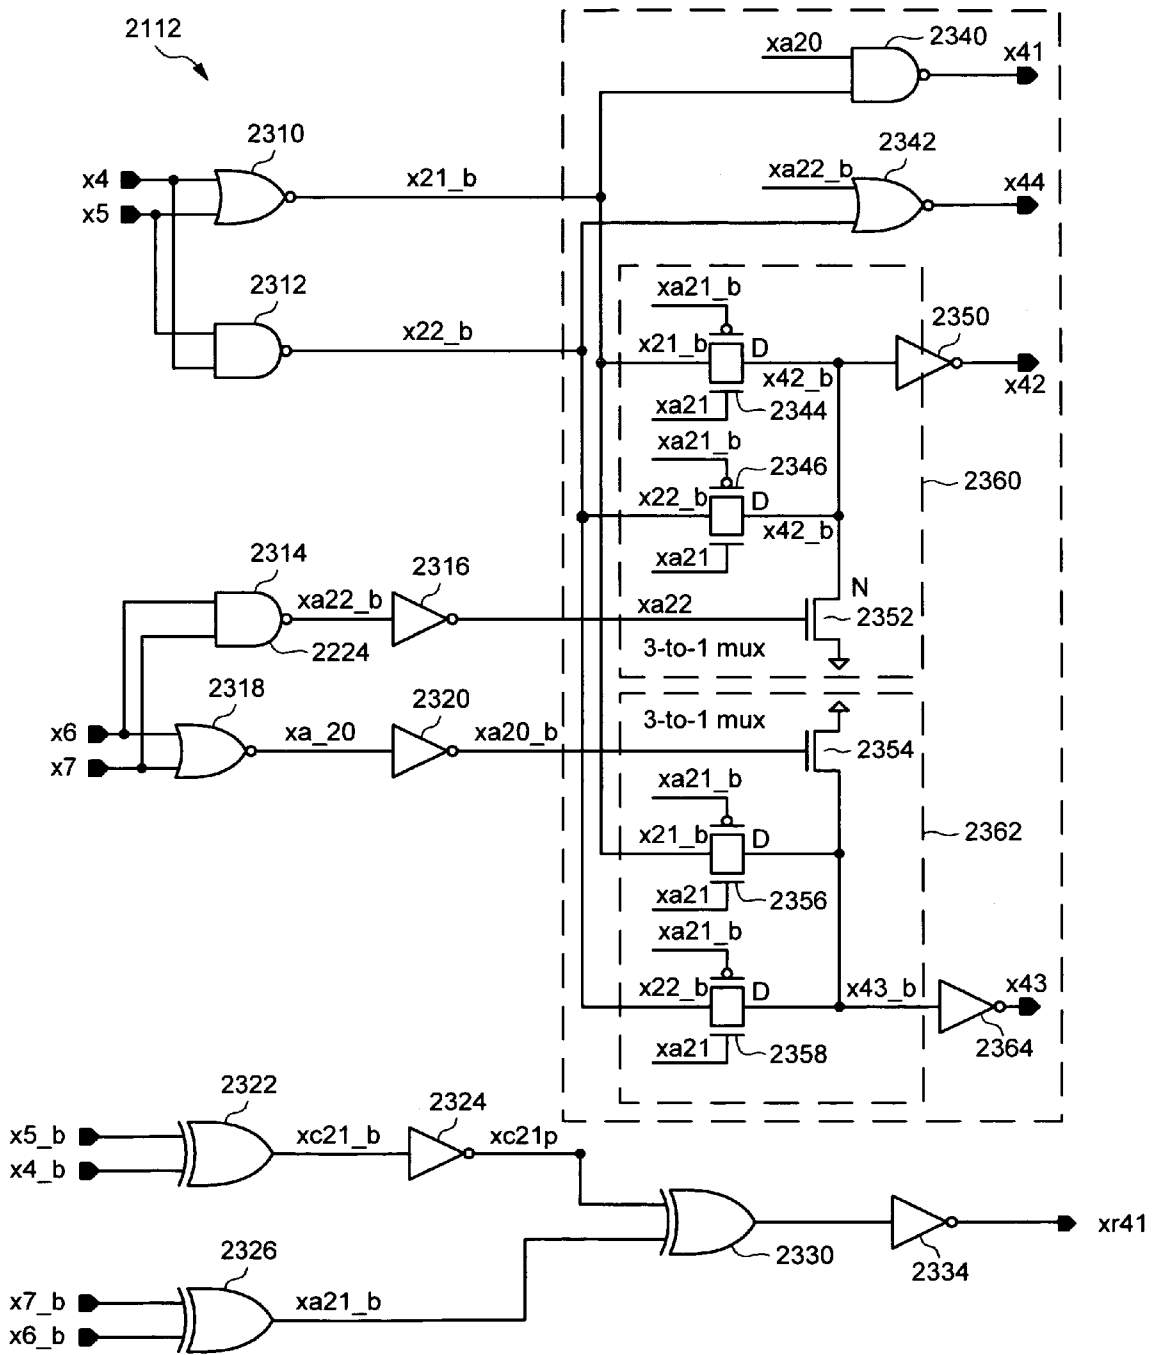 2112
xa20
2340
x41
2310
x4
x5
x21_b
xa22_b
2342
x44
2312
x22_b
xa21_b
x21_b
D
x42_b
2350
x42
xa21
2344
xa21_b
2346
x22_b
D
x42_b
xa21
2360
2314
xa22_b
2316
2224
xa22
N
2352
3-to-1 mux
2318
x6
x7
xa_20
2320
xa20_b
3-to-1 mux
2354
xa21_b
x21_b
D
2362
xa21
2356
xa21_b
x22_b
D
x43_b
x43
xa21
2358
2364
2322
x5_b
x4_b
xc21_b
2324
xc21p
2326
x7_b
x6_b
xa21_b
2330
2334
xr41